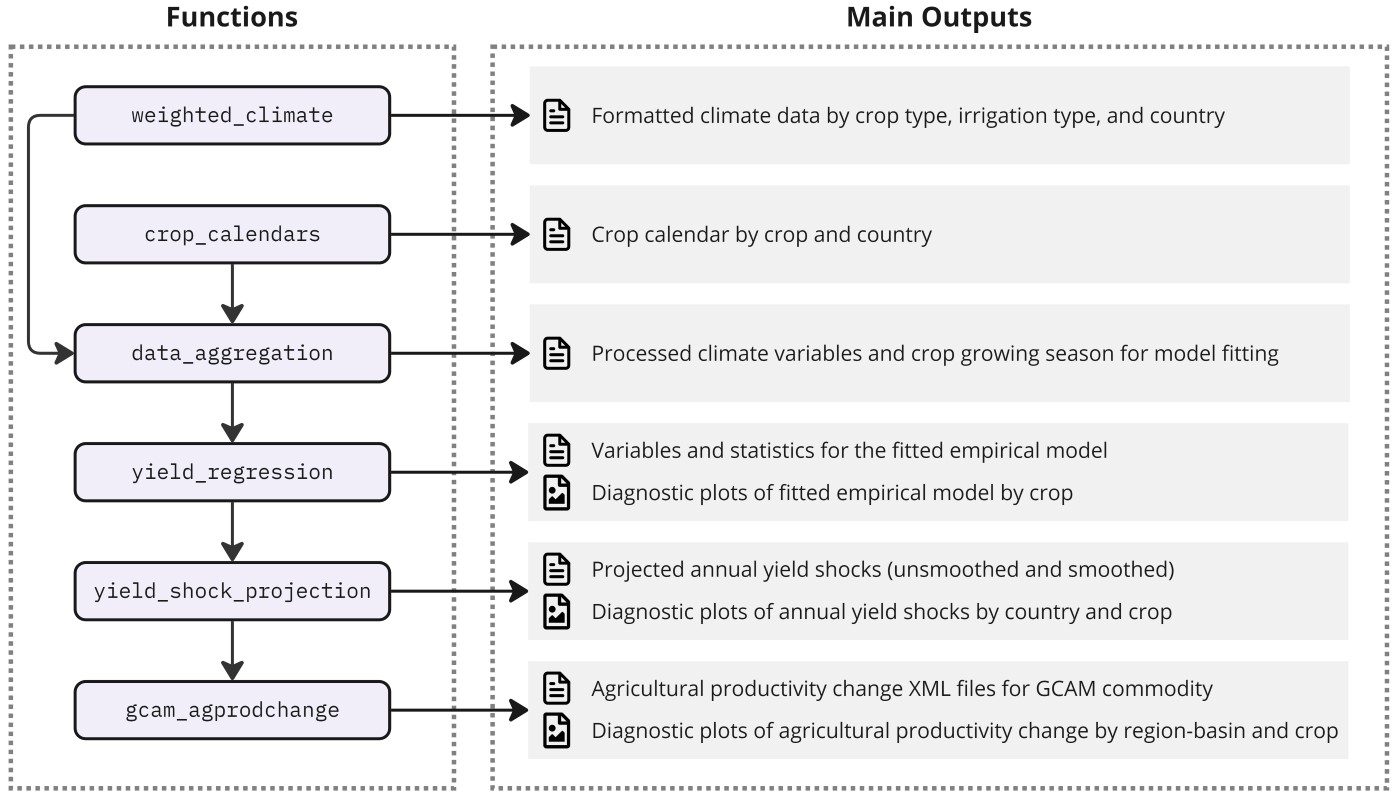 Functions
Main Outputs
weighted_climate
Formatted climate data by crop type, irrigation type, and country
crop_calendars
Crop calendar by crop and country
data_aggregation
Processed climate variables and crop growing season for model fitting
yield_regression
Variables and statistics for the fitted empirical model
Diagnostic plots of fitted empirical model by crop
yield_shock_projection
Projected annual yield shocks (unsmoothed and smoothed)
Diagnostic plots of annual yield shocks by country and crop
gcam_agprodchange
Agricultural productivity change XML files for GCAM commodity
Diagnostic plots of agricultural productivity change by region-basin and crop